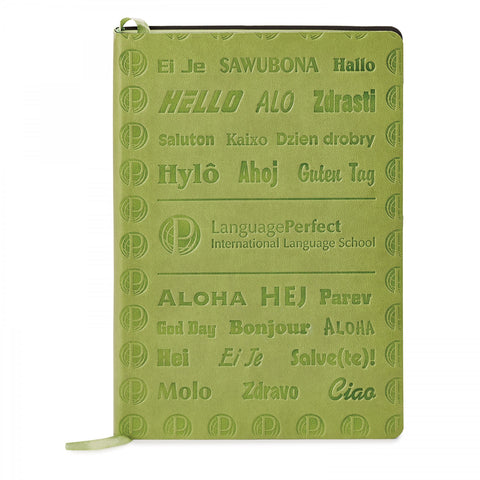 Ei Je SAWUBONA Hallo
HELLO ALO Zdrasti
Saluton Kaixo Dzien drobry
Hylô Ahoj Guten Tag
LanguagePerfect
International Language School
ALOHA HEJ Parev
God Day Bonjour ALOHA
Hei Ei Je Salve(te)!
Molo Zdravo Ciao